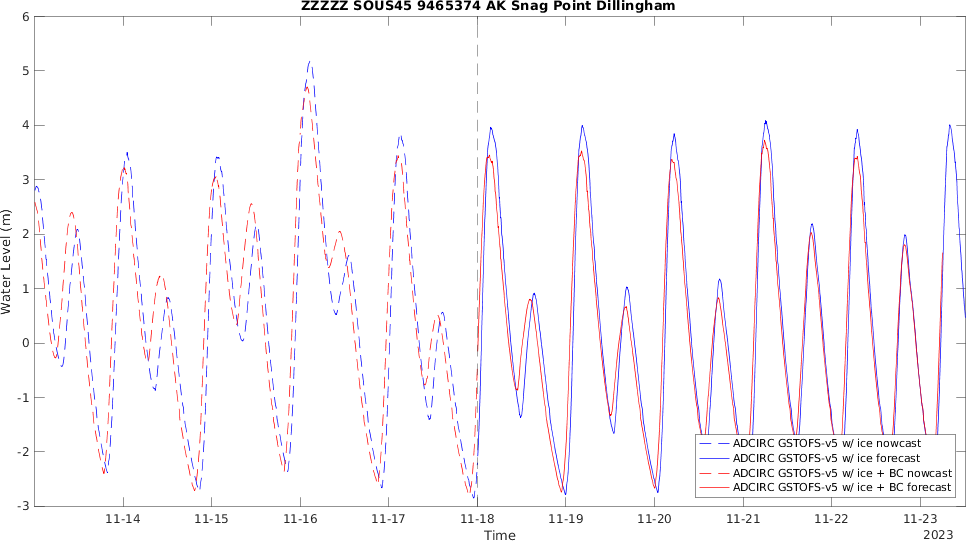 ZZZZZ SOUS45 9465374 AK Snag Point Dillingham
6
5
4
3
2
1
0
-1
-2
-3
Water Level (m)
11-14 11-15 11-16 11-17 11-18 11-19 11-20 11-21 11-22 11-23
Time
2023
ADCIRC GSTOFS-v5 w/ ice nowcast
ADCIRC GSTOFS-v5 w/ ice forecast
ADCIRC GSTOFS-v5 w/ ice + BC nowcast
ADCIRC GSTOFS-v5 w/ ice + BC forecast